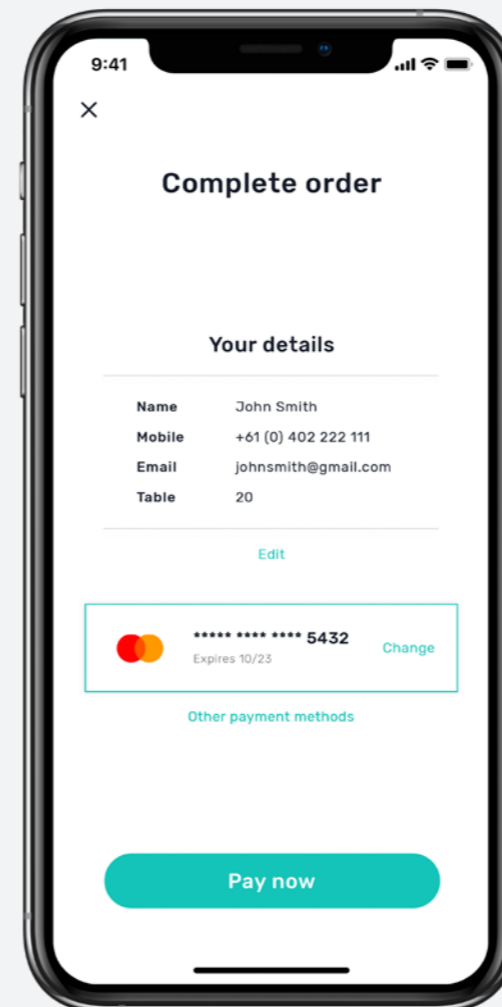 9:41
Complete order
Your details
Name John Smith
Mobile +61 (0) 402 222 111
Email johnsmith@gmail.com
Table 20
Edit
***** **** **** 5432 Change
Expires 10/23
Other payment methods
Pay now